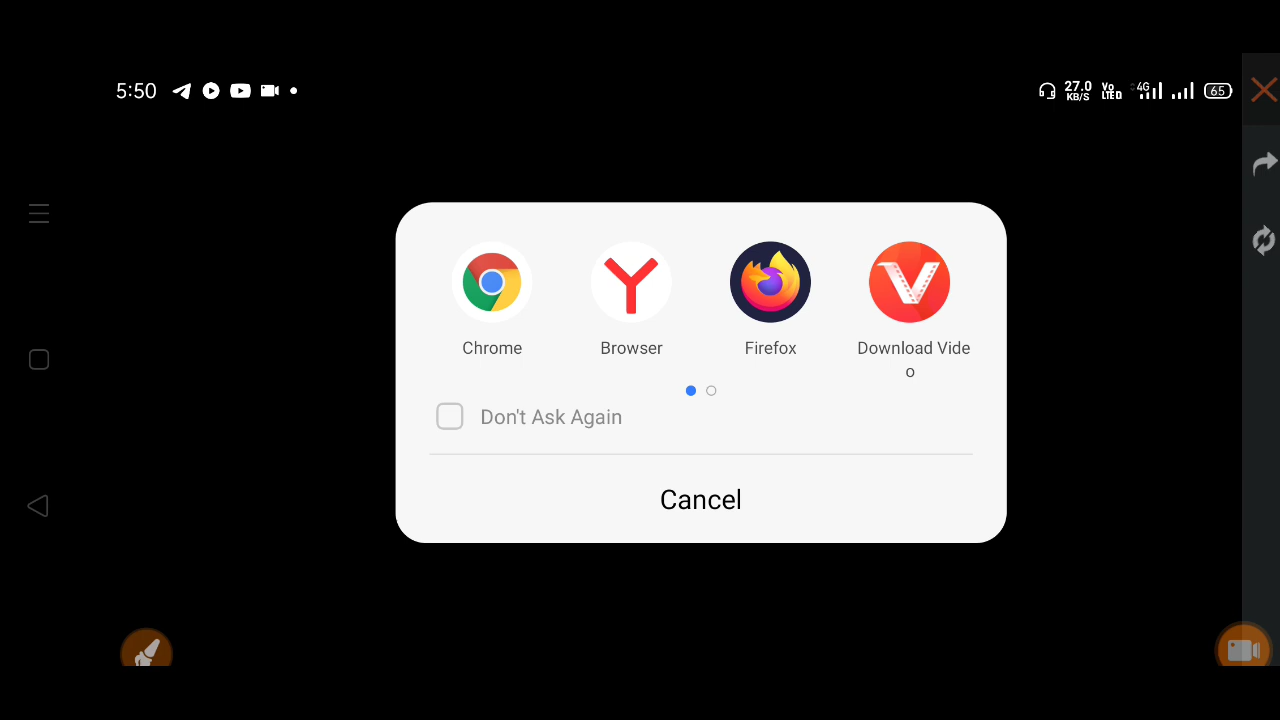 5:50
27.0
KB/S
Vo
LTE D
4G
65
Chrome
Browser
Firefox
Download Vide
o
Don't Ask Again
Cancel